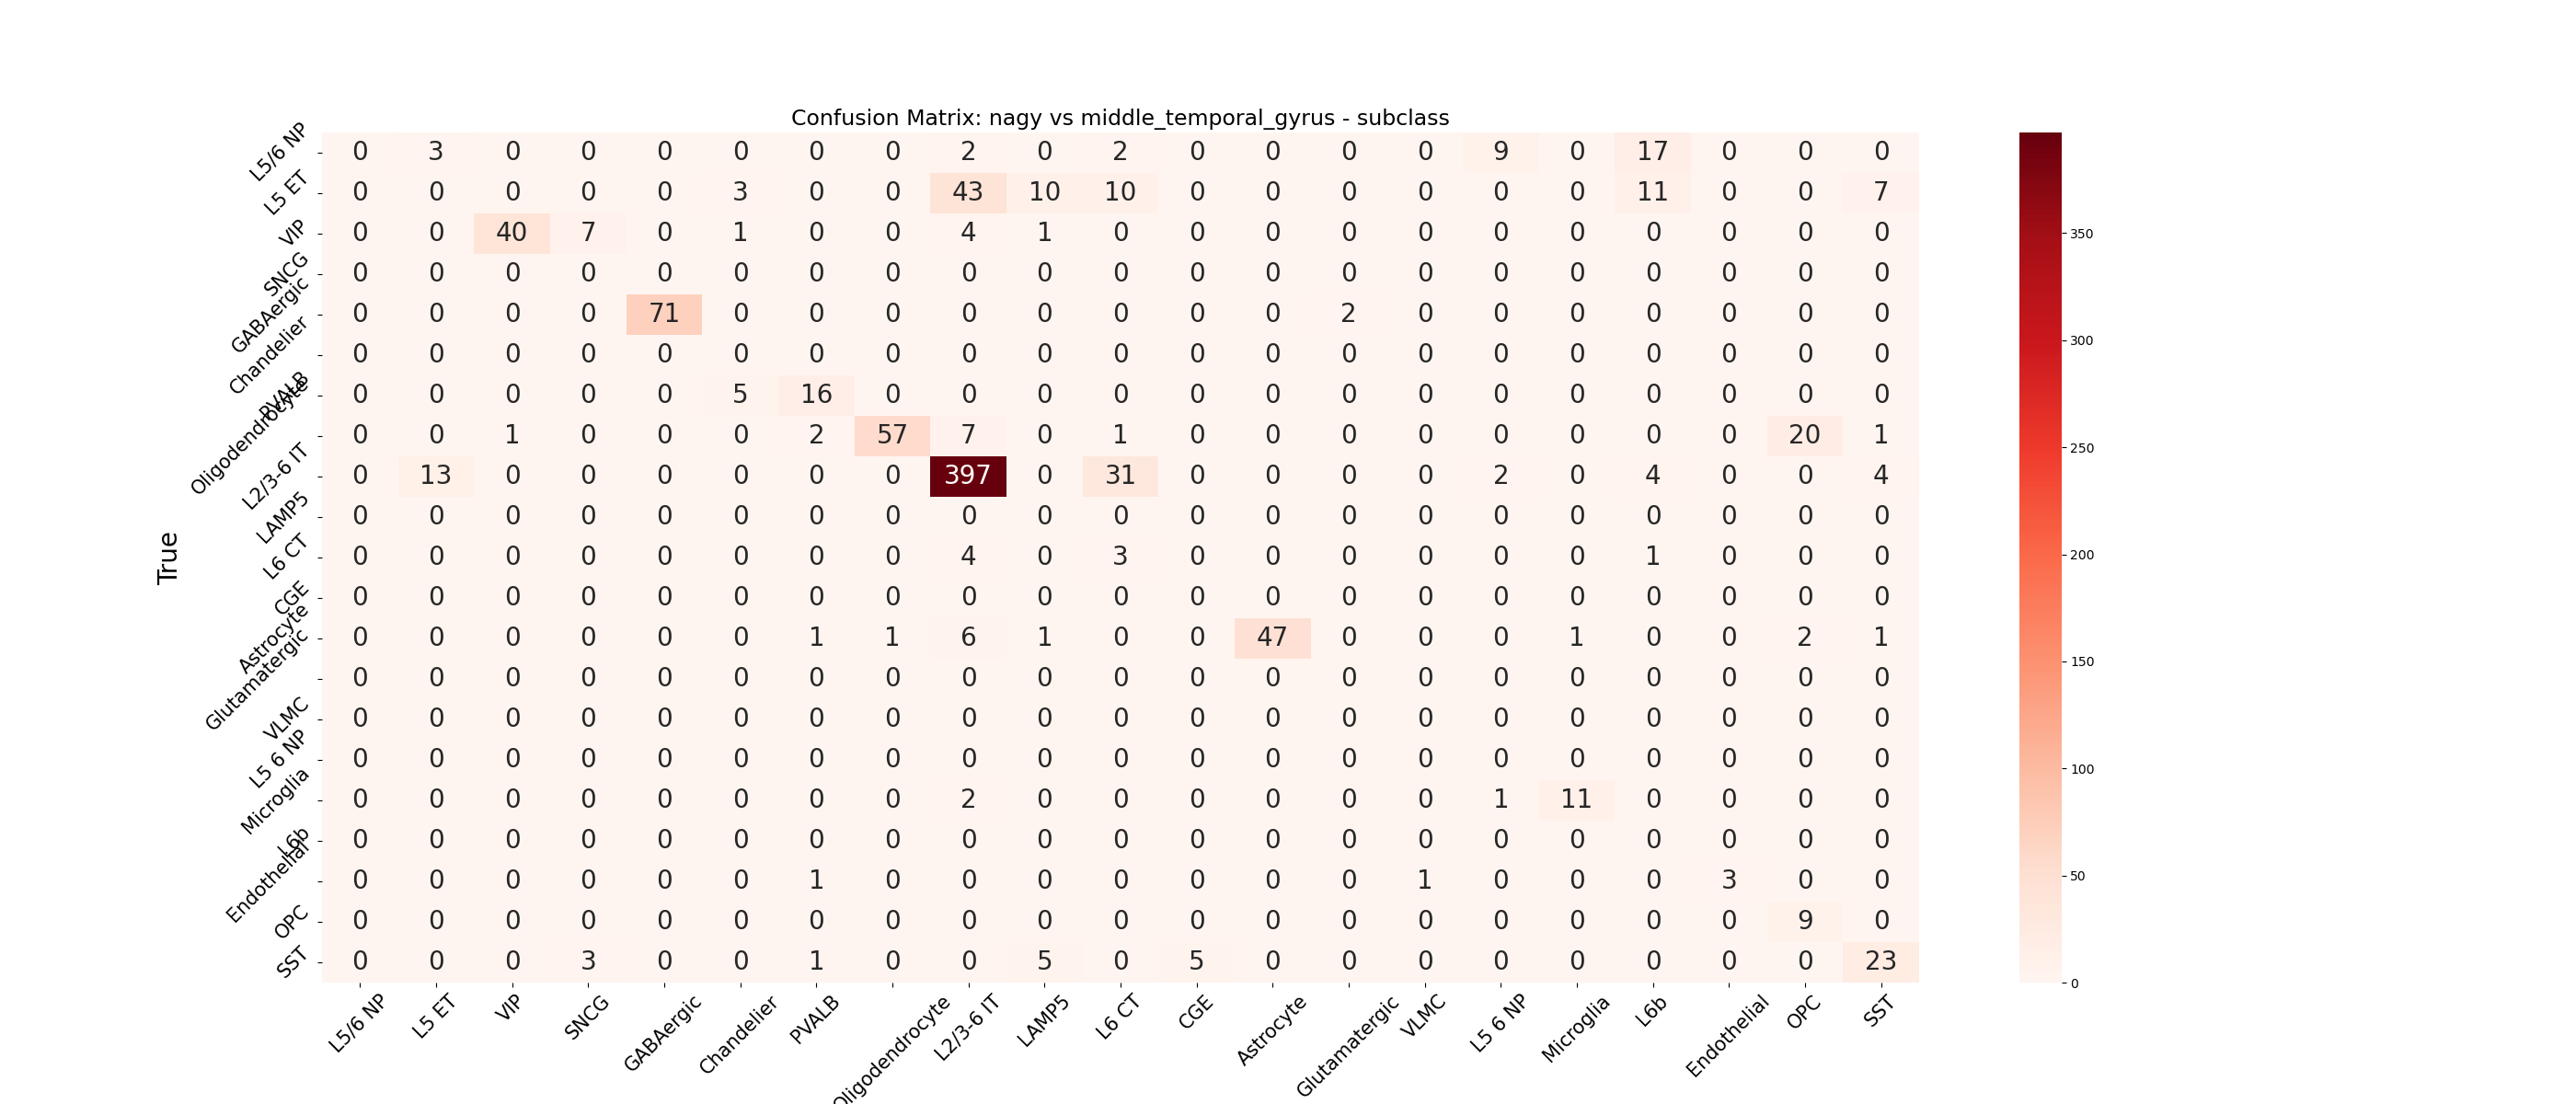 Confusion Matrix: nagy vs middle_temporal_gyrus - subclass
L5/6 NP 0 3 0 0 0 0 0 0 2 0 2 0 0 0 0 9 0 17 0 0 0
L5 ET 0 0 0 0 0 3 0 0 43 10 10 0 0 0 0 0 0 11 0 0 7
VIP 0 0 40 7 0 1 0 0 4 1 0 0 0 0 0 0 0 0 0 0 0
SNCG 0 0 0 0 0 0 0 0 0 0 0 0 0 0 0 0 0 0 0 0 0
GABAergic 0 0 0 0 71 0 0 0 0 0 0 0 0 2 0 0 0 0 0 0 0
Chandelier 0 0 0 0 0 0 0 0 0 0 0 0 0 0 0 0 0 0 0 0 0
PVALB 0 0 0 0 0 5 16 0 0 0 0 0 0 0 0 0 0 0 0 0 0
Oligodendrocyte 0 0 1 0 0 0 2 57 7 0 1 0 0 0 0 0 0 0 0 20 1
L2/3-6 IT 0 13 0 0 0 0 0 0 397 0 31 0 0 0 0 2 0 4 0 0 4
LAMP5 0 0 0 0 0 0 0 0 0 0 0 0 0 0 0 0 0 0 0 0 0
L6 CT 0 0 0 0 0 0 0 0 4 0 3 0 0 0 0 0 0 1 0 0 0
CGE 0 0 0 0 0 0 0 0 0 0 0 0 0 0 0 0 0 0 0 0 0
Astrocyte 0 0 0 0 0 0 1 1 6 1 0 0 47 0 0 0 1 0 0 2 1
Glutamatergic 0 0 0 0 0 0 0 0 0 0 0 0 0 0 0 0 0 0 0 0 0
VLMC 0 0 0 0 0 0 0 0 0 0 0 0 0 0 0 0 0 0 0 0 0
L5 6 NP 0 0 0 0 0 0 0 0 0 0 0 0 0 0 0 0 0 0 0 0 0
Microglia 0 0 0 0 0 0 0 0 2 0 0 0 0 0 0 1 11 0 0 0 0
L6b 0 0 0 0 0 0 0 0 0 0 0 0 0 0 0 0 0 0 0 0 0
Endothelial 0 0 0 0 0 0 1 0 0 0 0 0 0 0 1 0 0 0 3 0 0
OPC 0 0 0 0 0 0 0 0 0 0 0 0 0 0 0 0 0 0 0 9 0
SST 0 0 0 3 0 0 1 0 0 5 0 5 0 0 0 0 0 0 0 0 23
True
L5/6 NP L5 ET VIP SNCG GABAergic Chandelier PVALB Oligodendrocyte L2/3-6 IT LAMP5 L6 CT CGE Astrocyte Glutamatergic VLMC L5 6 NP Microglia L6b Endothelial OPC SST
350
300
250
200
150
100
50
0